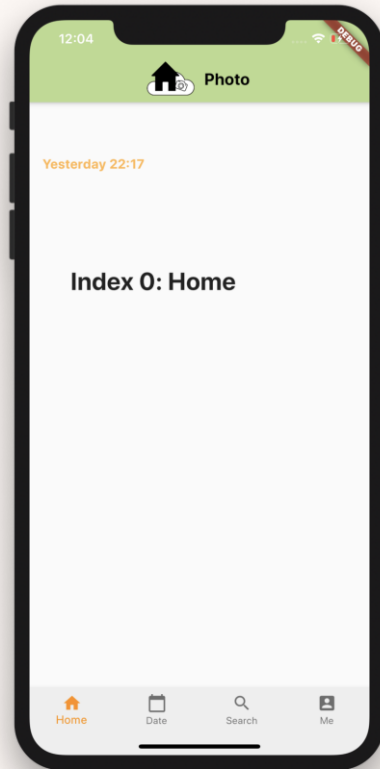 12:04
DEBUG
Photo
Yesterday 22:17
Index 0: Home
Home
Date
Search
Me